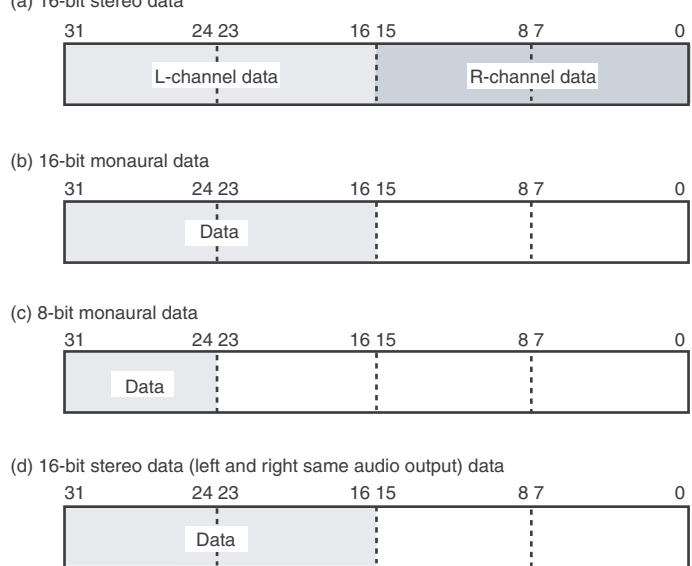 (a) 16-bit stereo data
31 24 23 16 15 8 7 0
L-channel data R-channel data
(b) 16-bit monaural data
31 24 23 16 15 8 7 0
Data
(c) 8-bit monaural data
31 24 23 16 15 8 7 0
Data
(d) 16-bit stereo data (left and right same audio output) data
31 24 23 16 15 8 7 0
Data